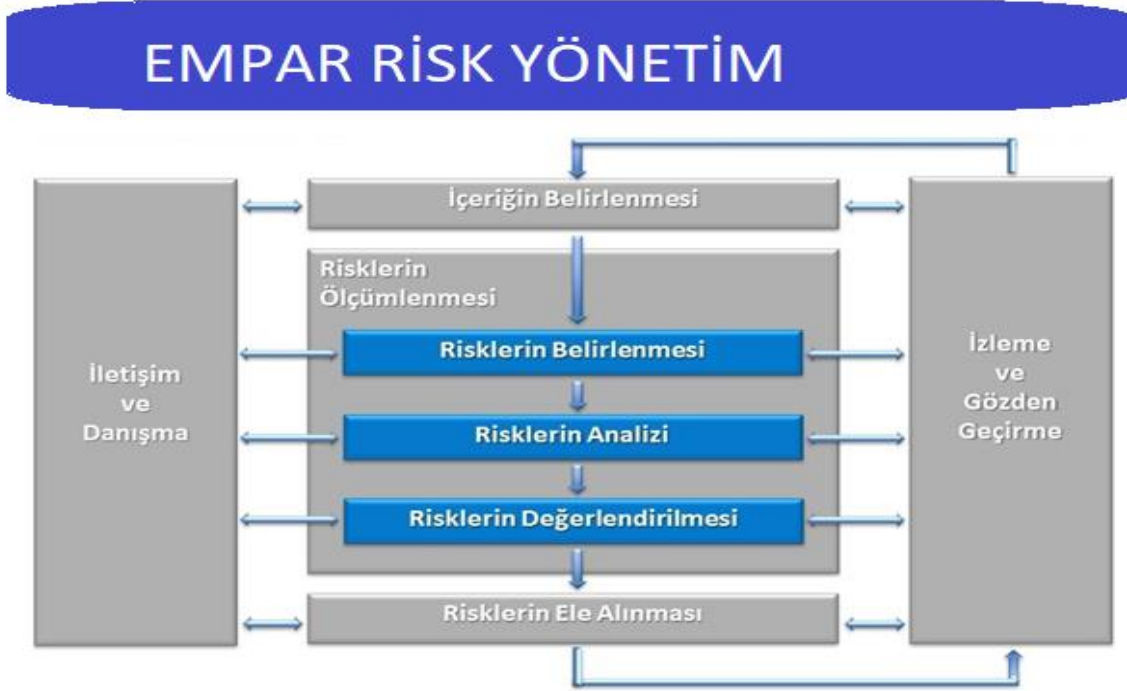 EMPAR RİSK YÖNETİM
İçeriğin Belirlenmesi
Risklerin
Ölçümlenmesi
Risklerin Belirlenmesi
Risklerin Analizi
Risklerin Değerlendirilmesi
Risklerin Ele Alınması
İletişim
ve
Danışma
İzleme
ve
Gözden
Geçirme